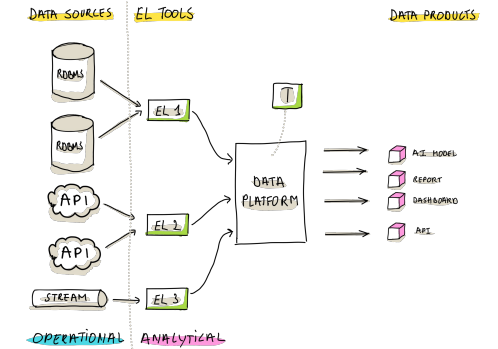 DATA SOURCES
EL TOOLS
DATA PRODUCTS
RDBMS
RDBMS
API
API
STREAM
EL 1
EL 2
EL 3
T
DATA
PLATFORM
AI MODEL
REPORT
DASHBOARD
API
OPERATIONAL
ANALYTICAL